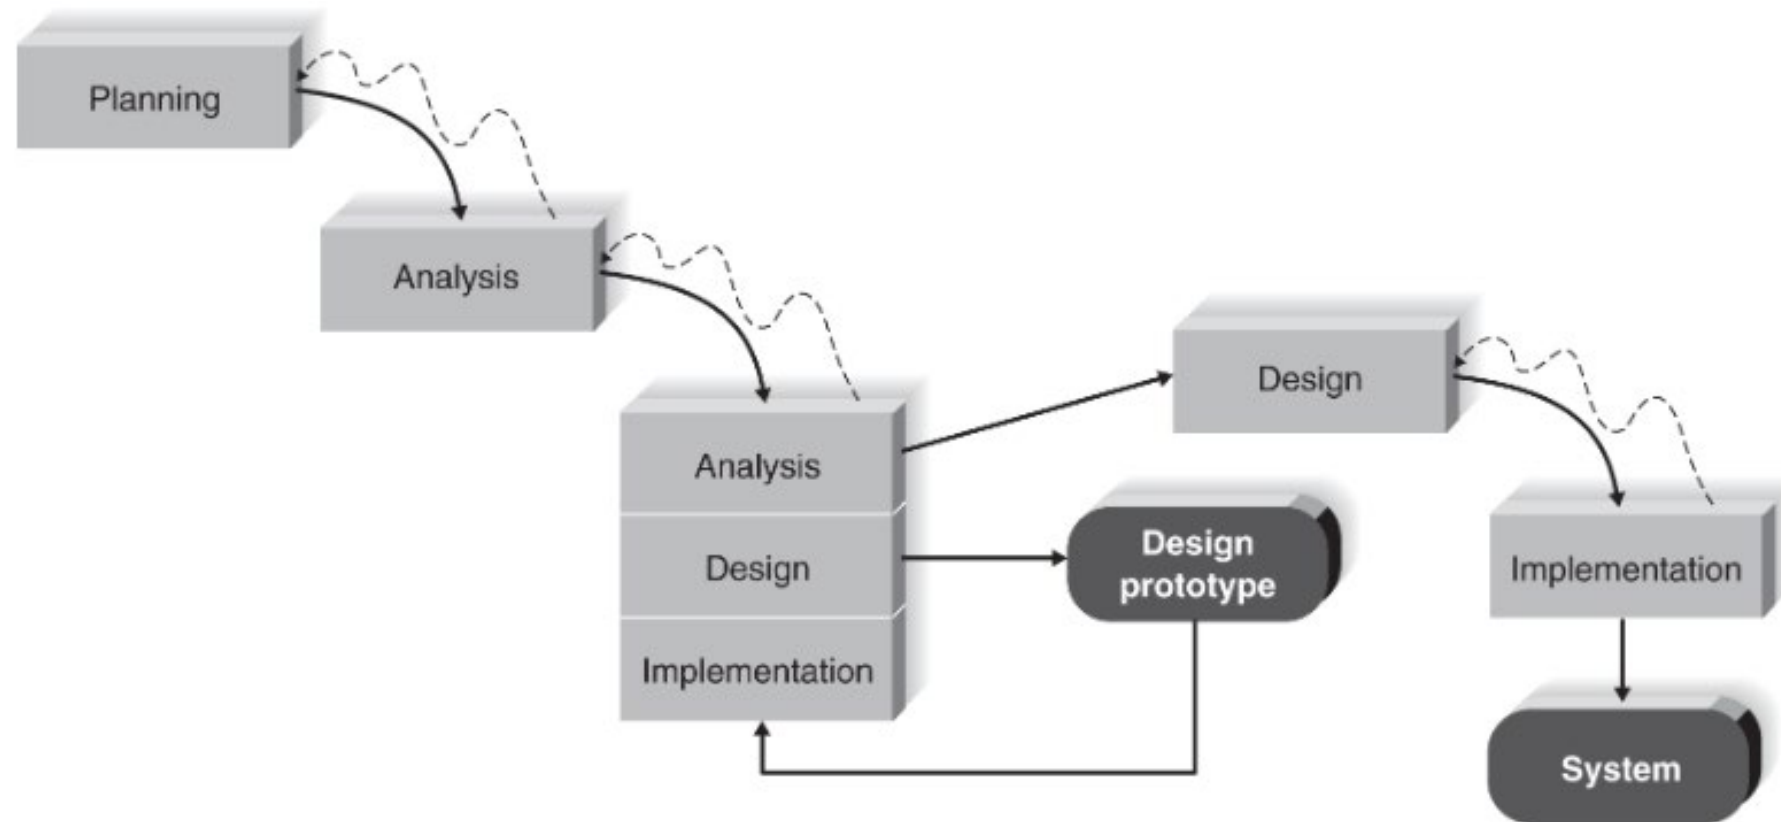 Planning
Analysis
Analysis
Design
Implementation
Design
prototype
Design
Implementation
System